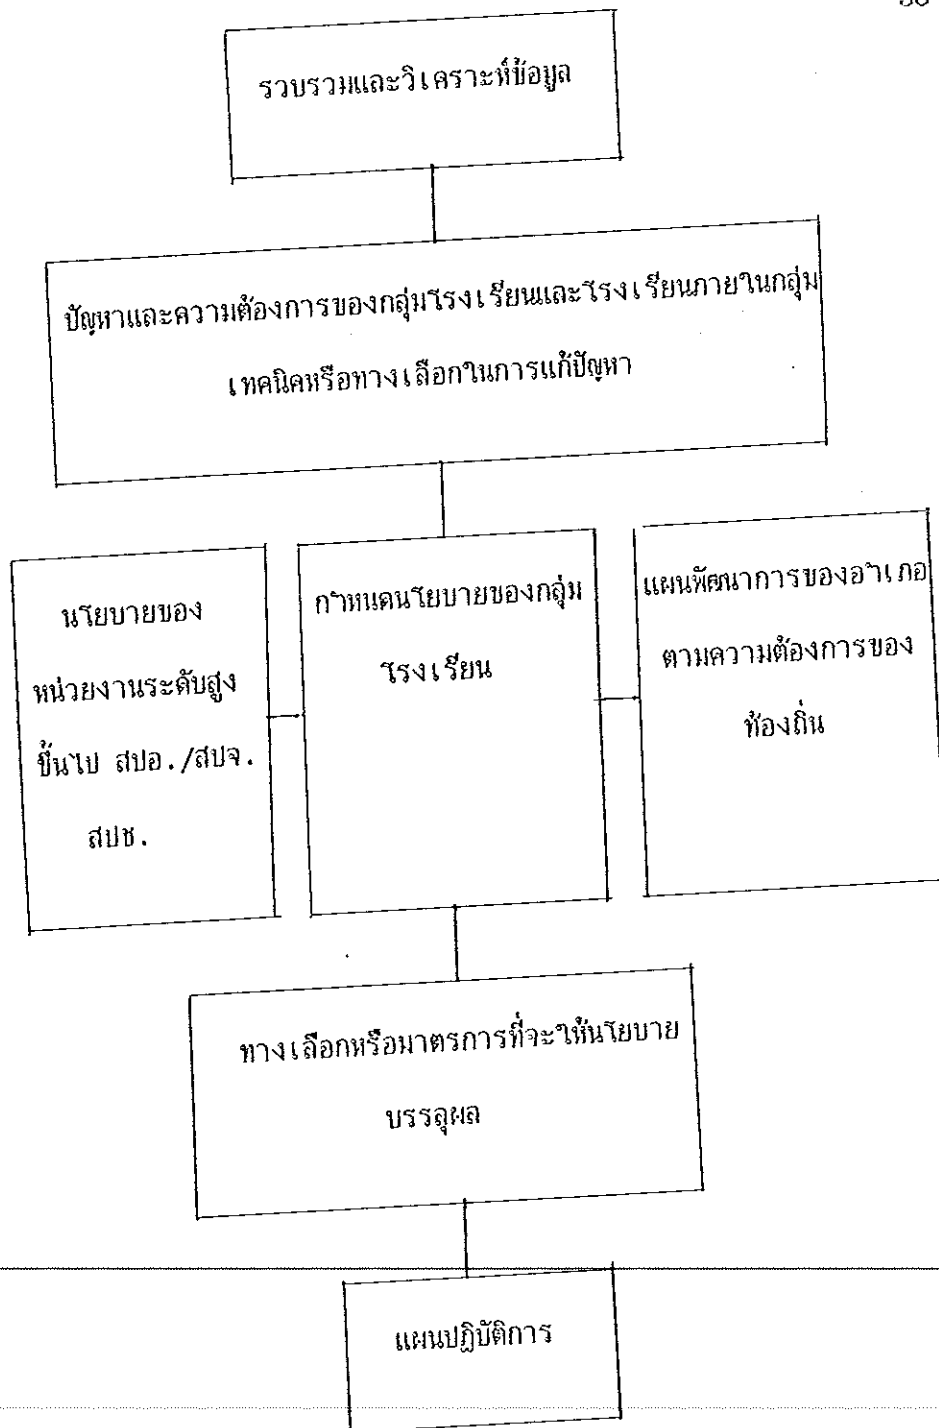 รวบรวมและวิเคราะห์ข้อมูล
ปัญหาและความต้องการของกลุ่มโรงเรียนและโรงเรียนภายในกลุ่ม
เทคนิคหรือทางเลือกในการแก้ปัญหา
นโยบายของ
หน่วยงานระดับสูง
ขึ้นไป สปอ./สปจ.
สปช.
กำหนดนโยบายของกลุ่ม
โรงเรียน
แผนพัฒนาการของอำเภอ
ตามความต้องการของ
ท้องถิ่น
ทางเลือกหรือมาตรการที่จะให้นโยบาย
บรรลุผล
แผนปฏิบัติการ